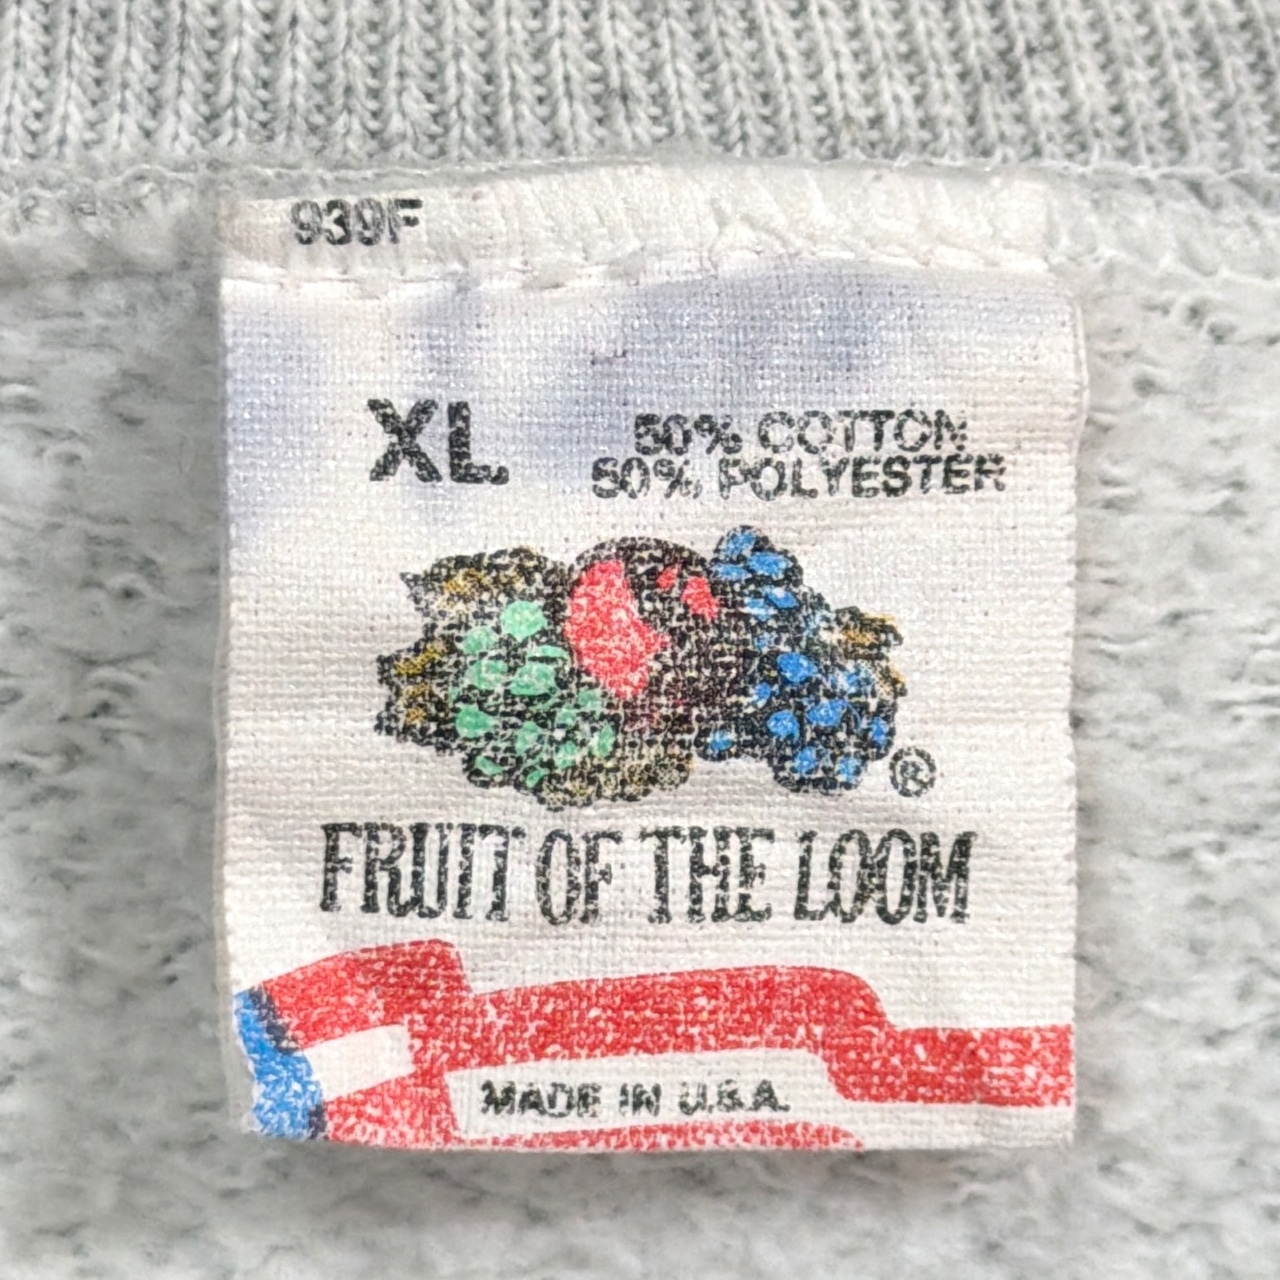 939F
XL
50% COTTON
50% POLYESTER
®
FRUIT OF THE LOOM
MADE IN U.S.A.